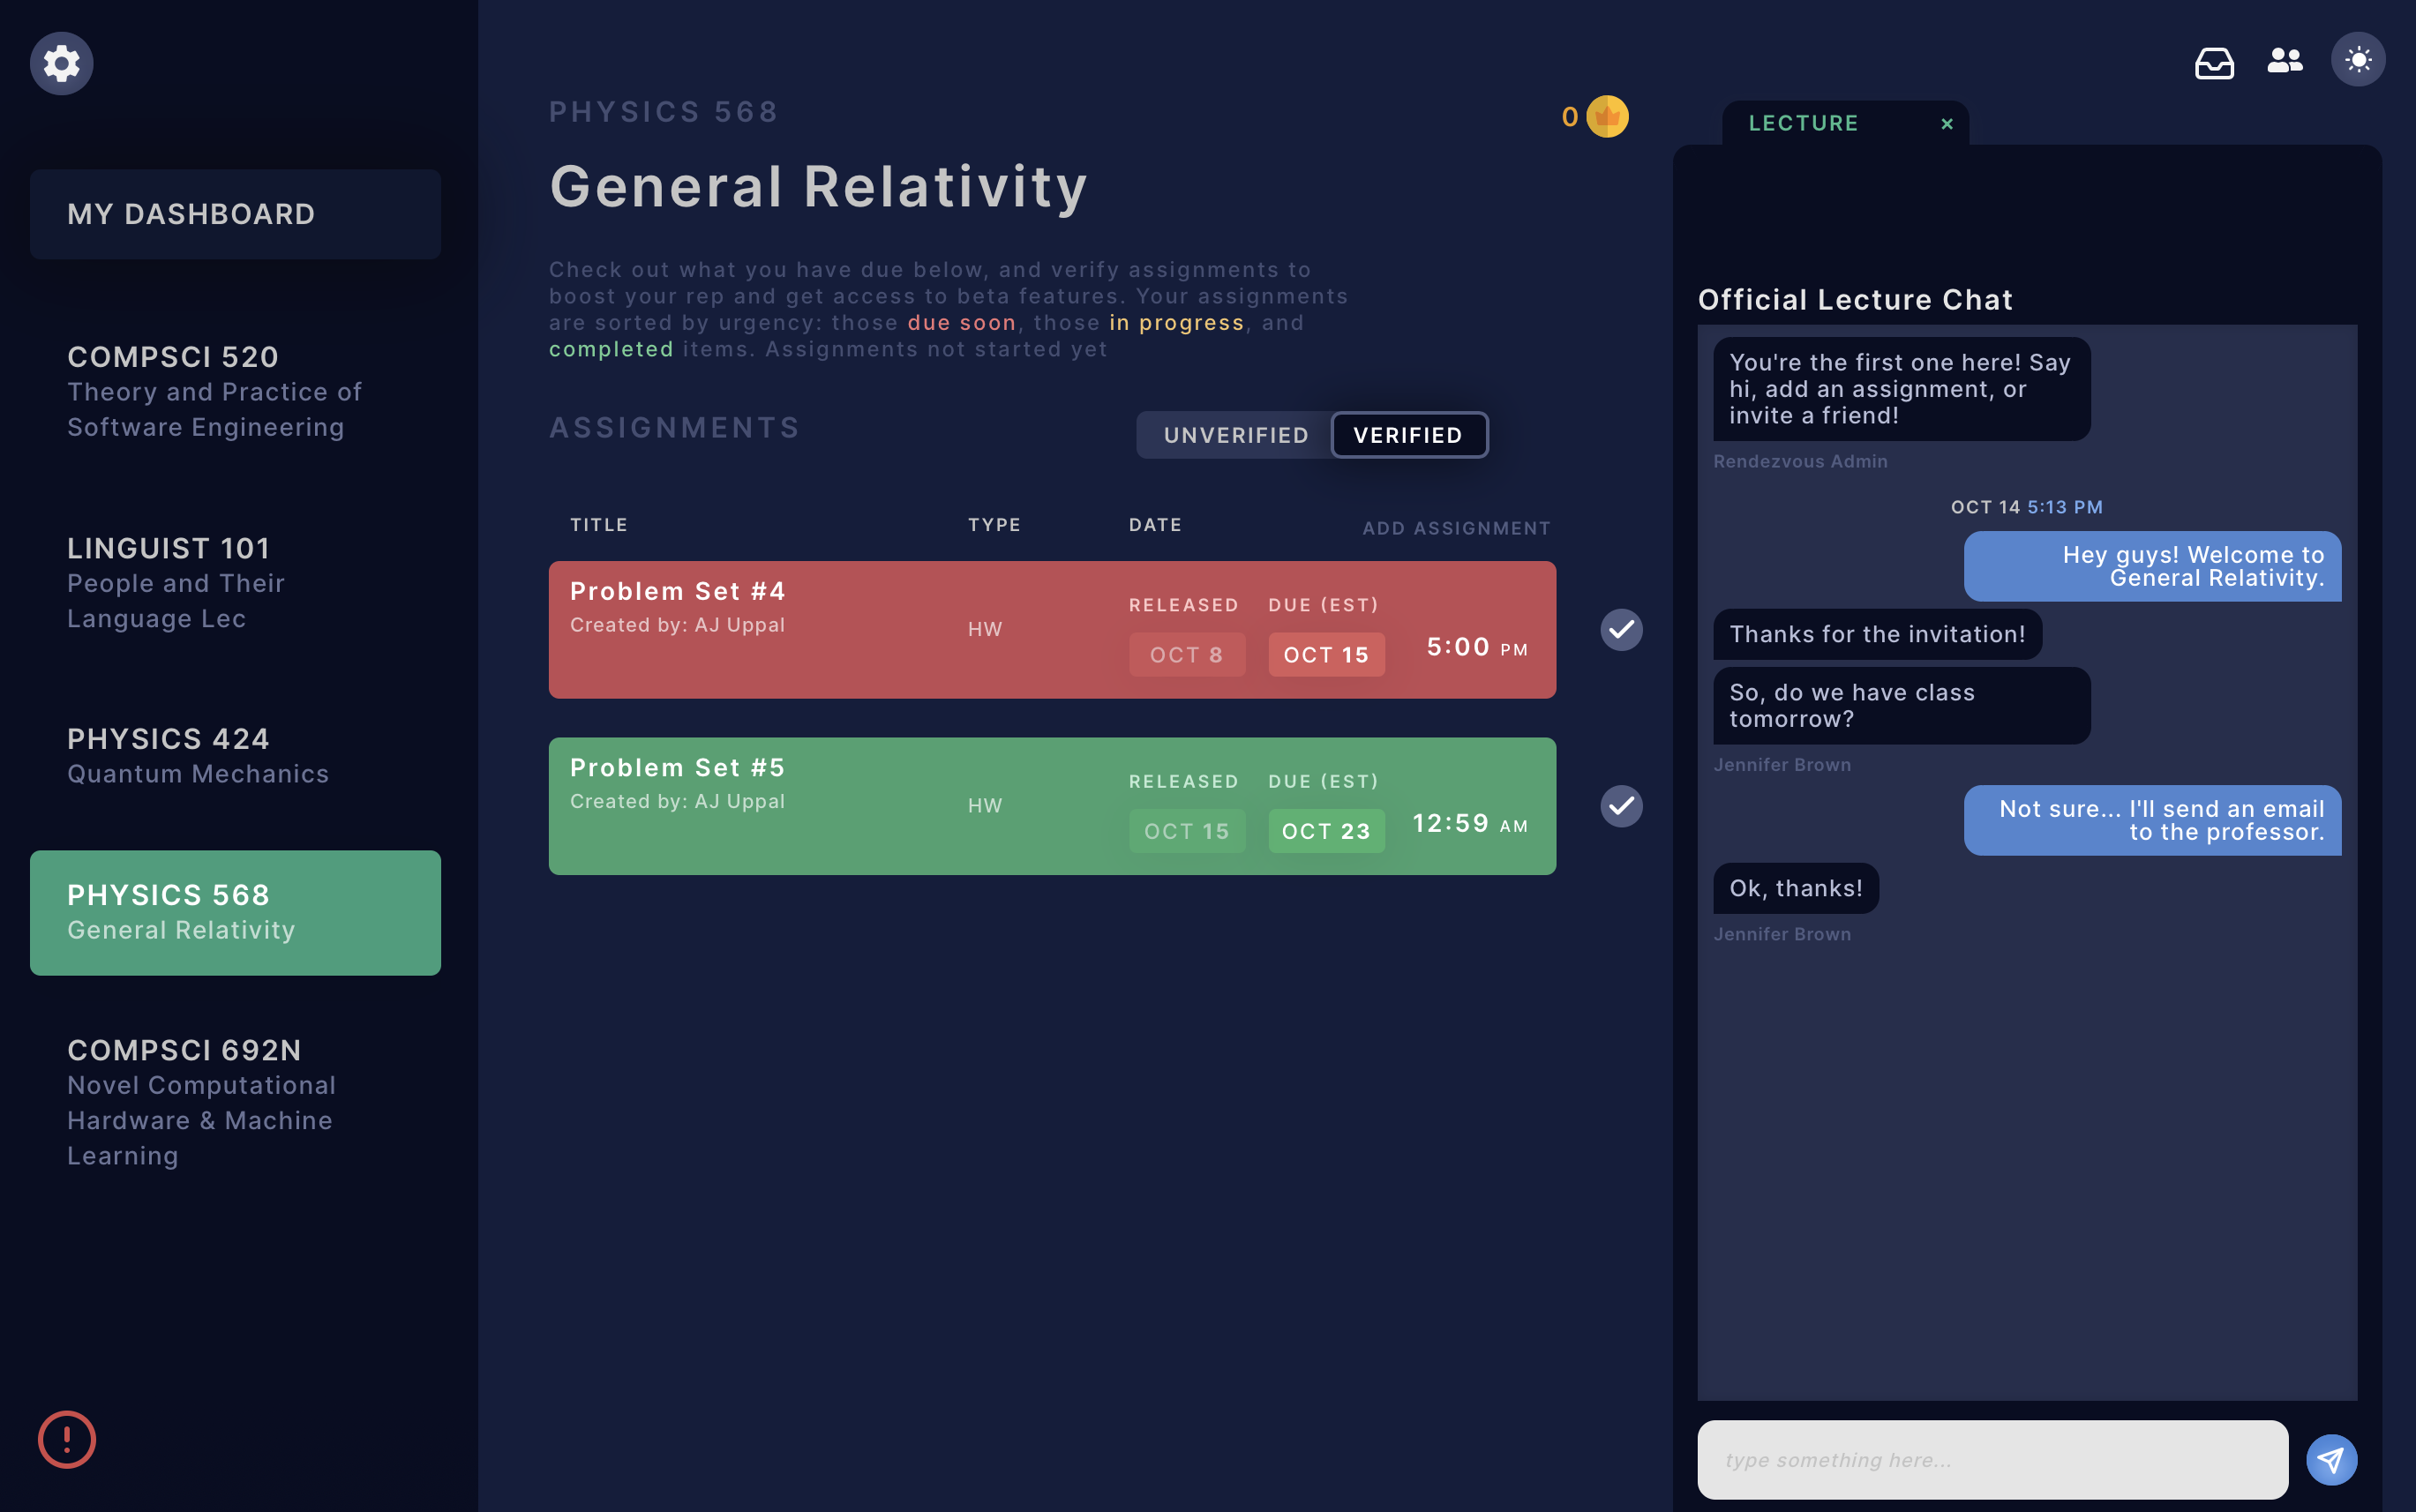 MY DASHBOARD
COMPSCI 520
Theory and Practice of
Software Engineering
LINGUIST 101
People and Their
Language Lec
PHYSICS 424
Quantum Mechanics
PHYSICS 568
General Relativity
COMPSCI 692N
Novel Computational
Hardware & Machine
Learning
PHYSICS 568
0
General Relativity
Check out what you have due below, and verify assignments to
boost your rep and get access to beta features. Your assignments
are sorted by urgency: those due soon, those in progress, and
completed items. Assignments not started yet
ASSIGNMENTS
UNVERIFIED VERIFIED
TITLE TYPE DATE ADD ASSIGNMENT
Problem Set #4
Created by: AJ Uppal
HW
RELEASED DUE (EST)
OCT 8 OCT 15 5:00 PM
Problem Set #5
Created by: AJ Uppal
HW
RELEASED DUE (EST)
OCT 15 OCT 23 12:59 AM
LECTURE ×
Official Lecture Chat
You're the first one here! Say
hi, add an assignment, or
invite a friend!
Rendezvous Admin
OCT 14 5:13 PM
Hey guys! Welcome to
General Relativity.
Thanks for the invitation!
So, do we have class
tomorrow?
Jennifer Brown
Not sure... I'll send an email
to the professor.
Ok, thanks!
Jennifer Brown
type something here...